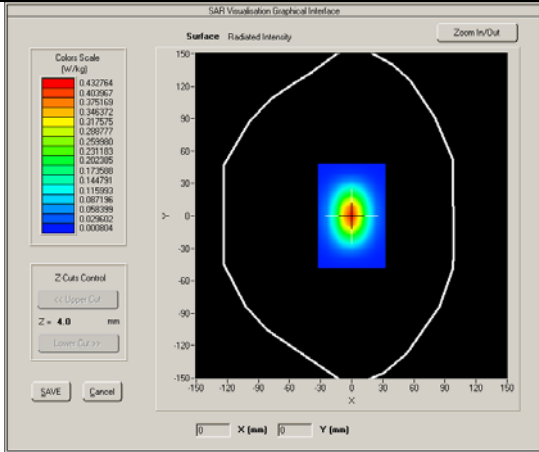 SAR Visualisation Graphical Interface
Surface Radiated Intensity
Zoom In/Out
Colors Scale
(W/kg)
0.432764
0.403967
0.375169
0.346372
0.317575
0.288777
0.259980
0.231183
0.202385
0.173588
0.144791
0.115993
0.087196
0.058399
0.029602
0.000804
150
120
90
60
30
0
-30
-60
-90
-120
-150
Y
-150 -120 -90 -60 -30 0 30 60 90 120 150
X
Z-Cuts Control
<< Upper Cut
Z = 4.0 mm
Lower Cut >>
SAVE Cancel
0 X (mm) 0 Y (mm)